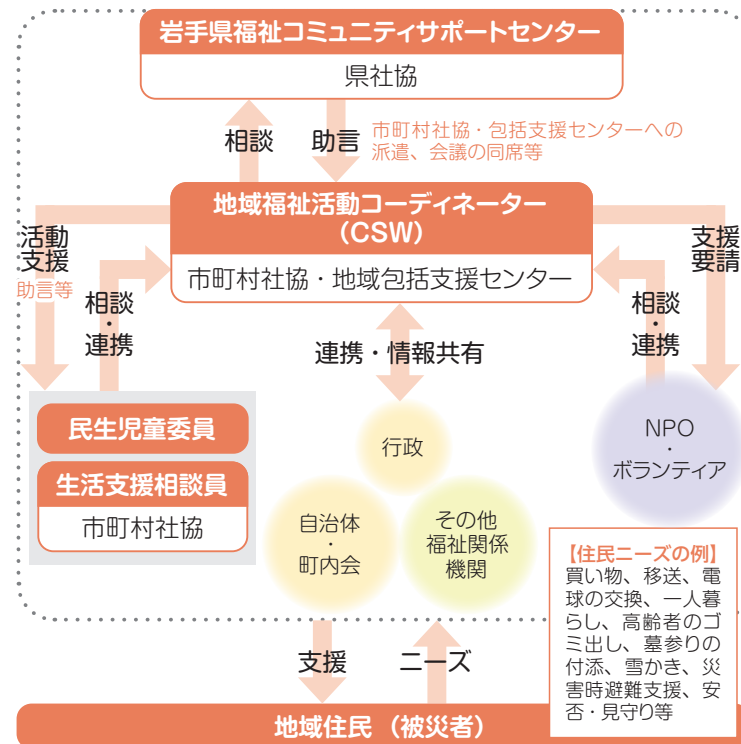 岩手県福祉コミュニティサポートセンター
県社協
相談
助言
市町村社協・包括支援センターへの
派遣、会議の同席等
地域福祉活動コーディネーター
（CSW）
市町村社協・地域包括支援センター
活動
支援
助言等
相談
・
連携
連携・情報共有
相談
・
連携
支援
要請
民生児童委員
生活支援相談員
市町村社協
行政
自治体
・
町内会
その他
福祉関係
機関
NPO
・
ボランティア
【住民ニーズの例】
買い物、移送、電
球の交換、一人暮
らし、高齢者のゴ
ミ出し、墓参りの
付添、雪かき、災
害時避難支援、安
否・見守り等
支援
ニーズ
地域住民（被災者）